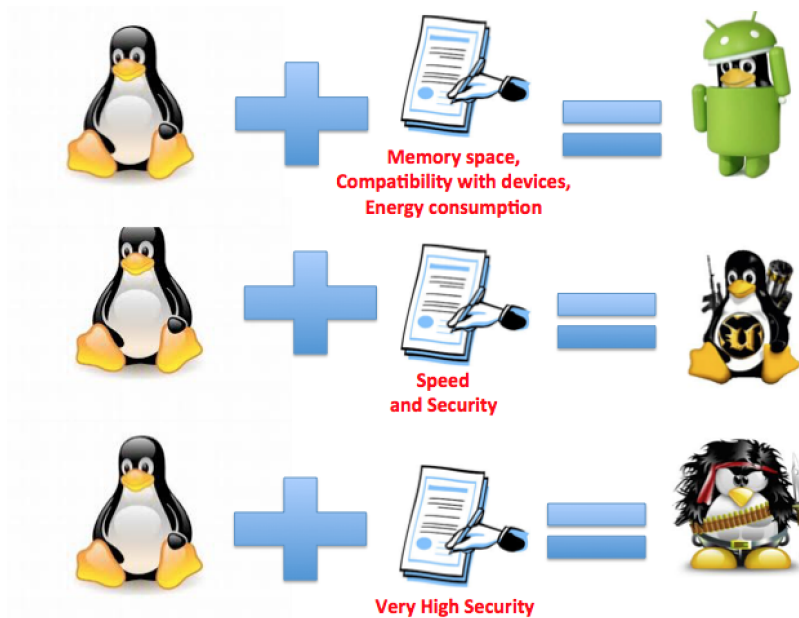 Memory space,
Compatibility with devices,
Energy consumption
Speed
and Security
Very High Security